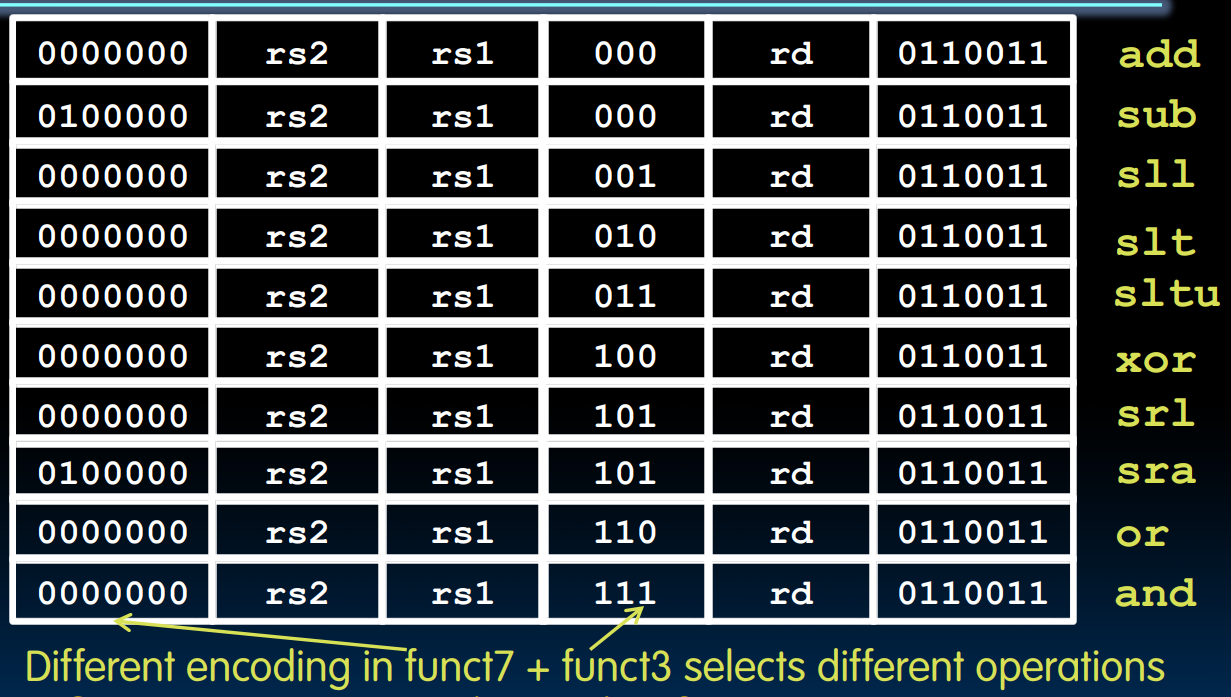 0000000 rs2 rs1 000 rd 0110011 add
0100000 rs2 rs1 000 rd 0110011 sub
0000000 rs2 rs1 001 rd 0110011 sll
0000000 rs2 rs1 010 rd 0110011 slt
0000000 rs2 rs1 011 rd 0110011 sltu
0000000 rs2 rs1 100 rd 0110011 xor
0000000 rs2 rs1 101 rd 0110011 srl
0100000 rs2 rs1 101 rd 0110011 sra
0000000 rs2 rs1 110 rd 0110011 or
0000000 rs2 rs1 111 rd 0110011 and
Different encoding in funct7 + funct3 selects different operations